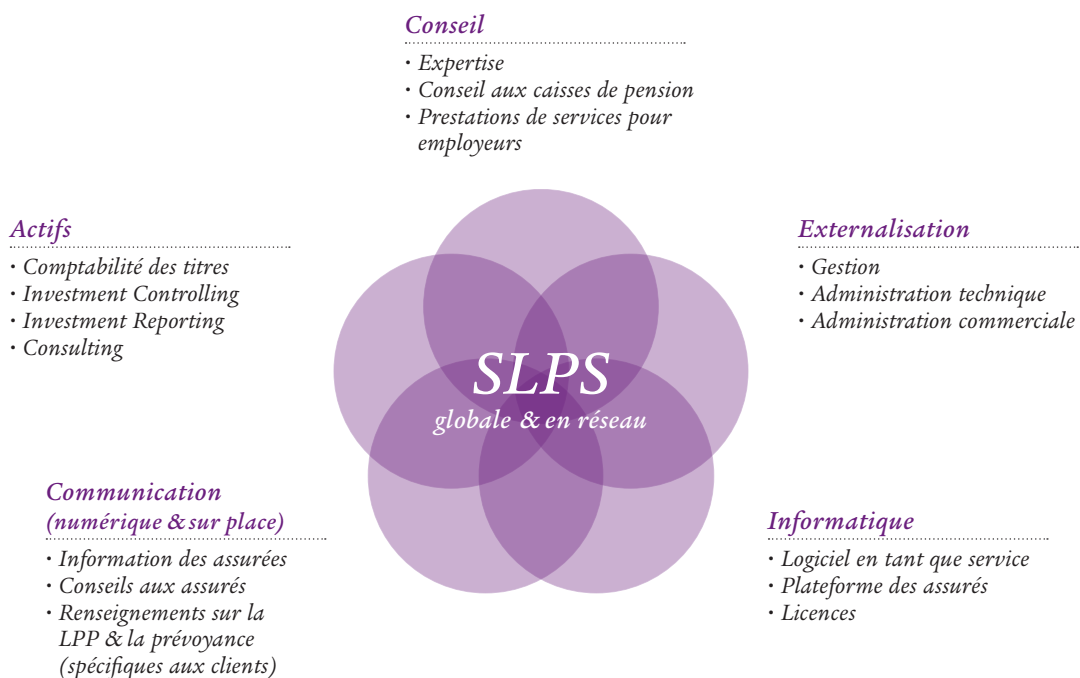 Conseil
· Expertise
· Conseil aux caisses de pension
· Prestations de services pour
employeurs
Actifs
· Comptabilité des titres
· Investment Controlling
· Investment Reporting
· Consulting
Externalisation
· Gestion
· Administration technique
· Administration commerciale
SLPS
globale & en réseau
Communication
(numérique & sur place)
· Information des assurées
· Conseils aux assurés
· Renseignements sur la
LPP & la prévoyance
(spécifiques aux clients)
Informatique
· Logiciel en tant que service
· Plateforme des assurés
· Licences